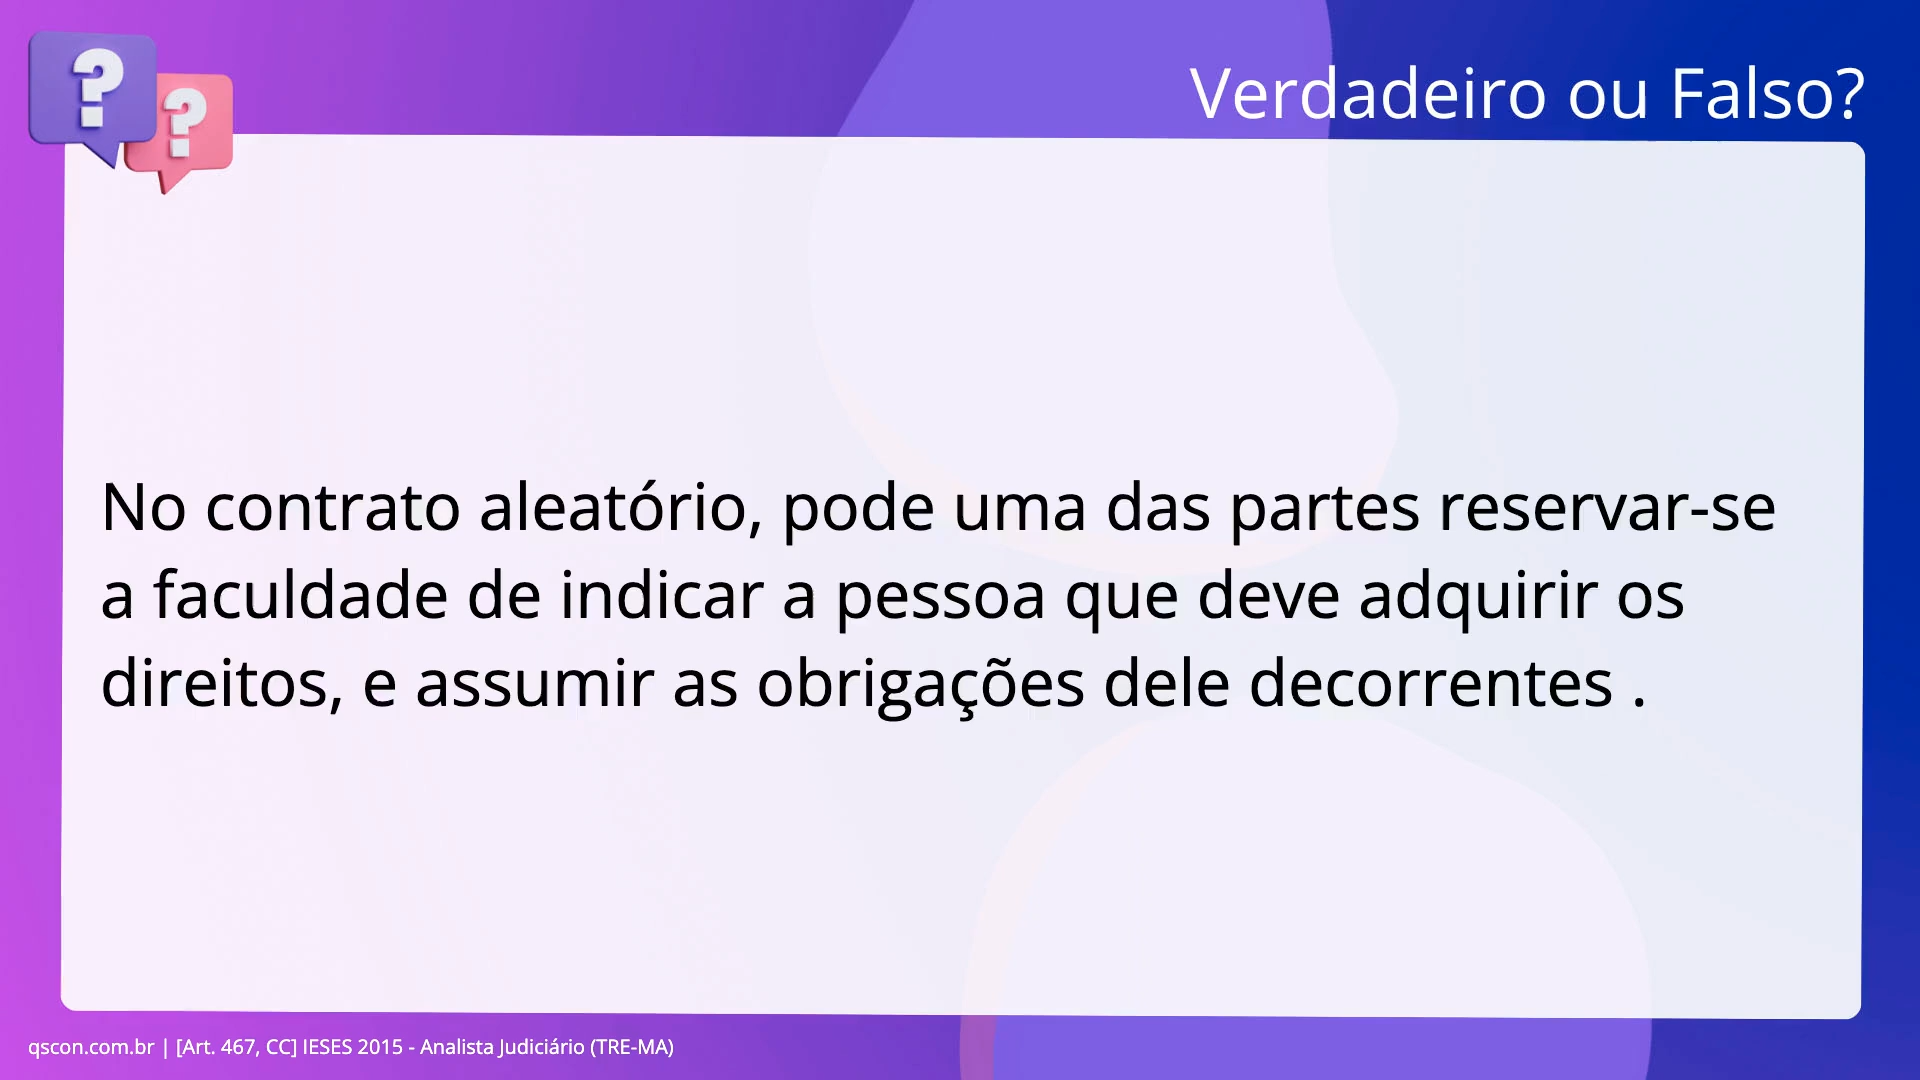 Verdadeiro ou Falso?
No contrato aleatório, pode uma das partes reservar-se
a faculdade de indicar a pessoa que deve adquirir os
direitos, e assumir as obrigações dele decorrentes .
qscon.com.br | [Art. 467, CC] IESES 2015 - Analista Judiciário (TRE-MA)